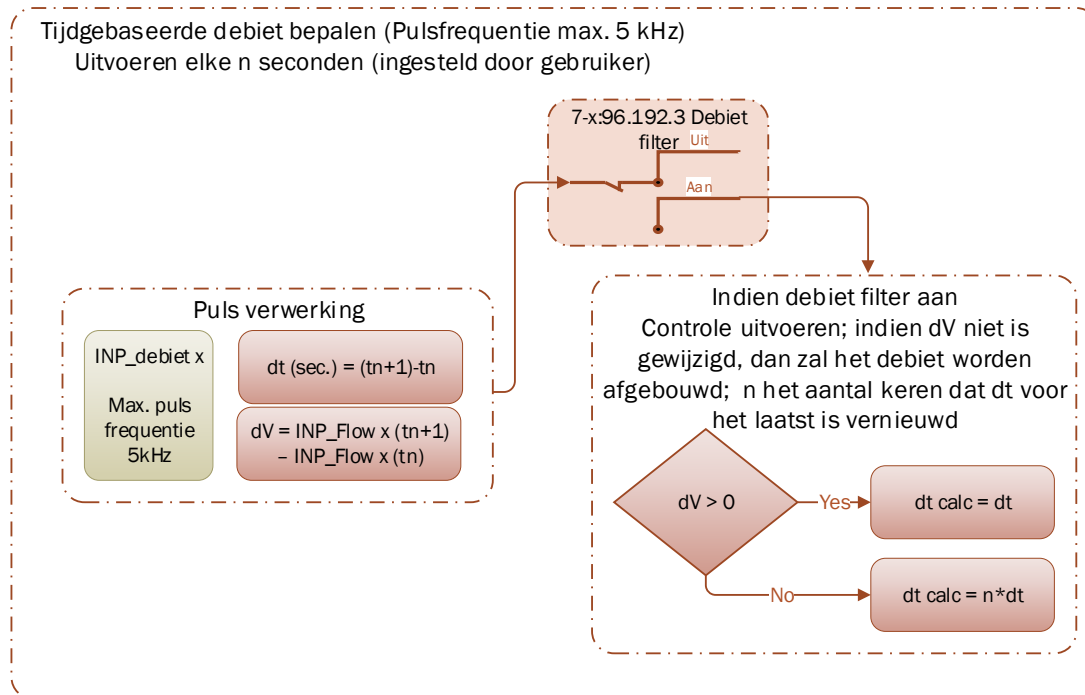 Tijdgebaseerde debiet bepalen (Pulsfrequentie max. 5 kHz)
Uitvoeren elke n seconden (ingesteld door gebruiker)
7-x:96.192.3 Debiet
filter
Uit
Aan
Puls verwerking
INP_debiet x
Max. puls
frequentie
5kHz
dt (sec.) = (tn+1)-tn
dV = INP_Flow x (tn+1)
– INP_Flow x (tn)
Indien debiet filter aan
Controle uitvoeren; indien dV niet is
gewijzigd, dan zal het debiet worden
afgebouwd; n het aantal keren dat dt voor
het laatst is vernieuwd
dV > 0
Yes
dt calc = dt
No
dt calc = n*dt